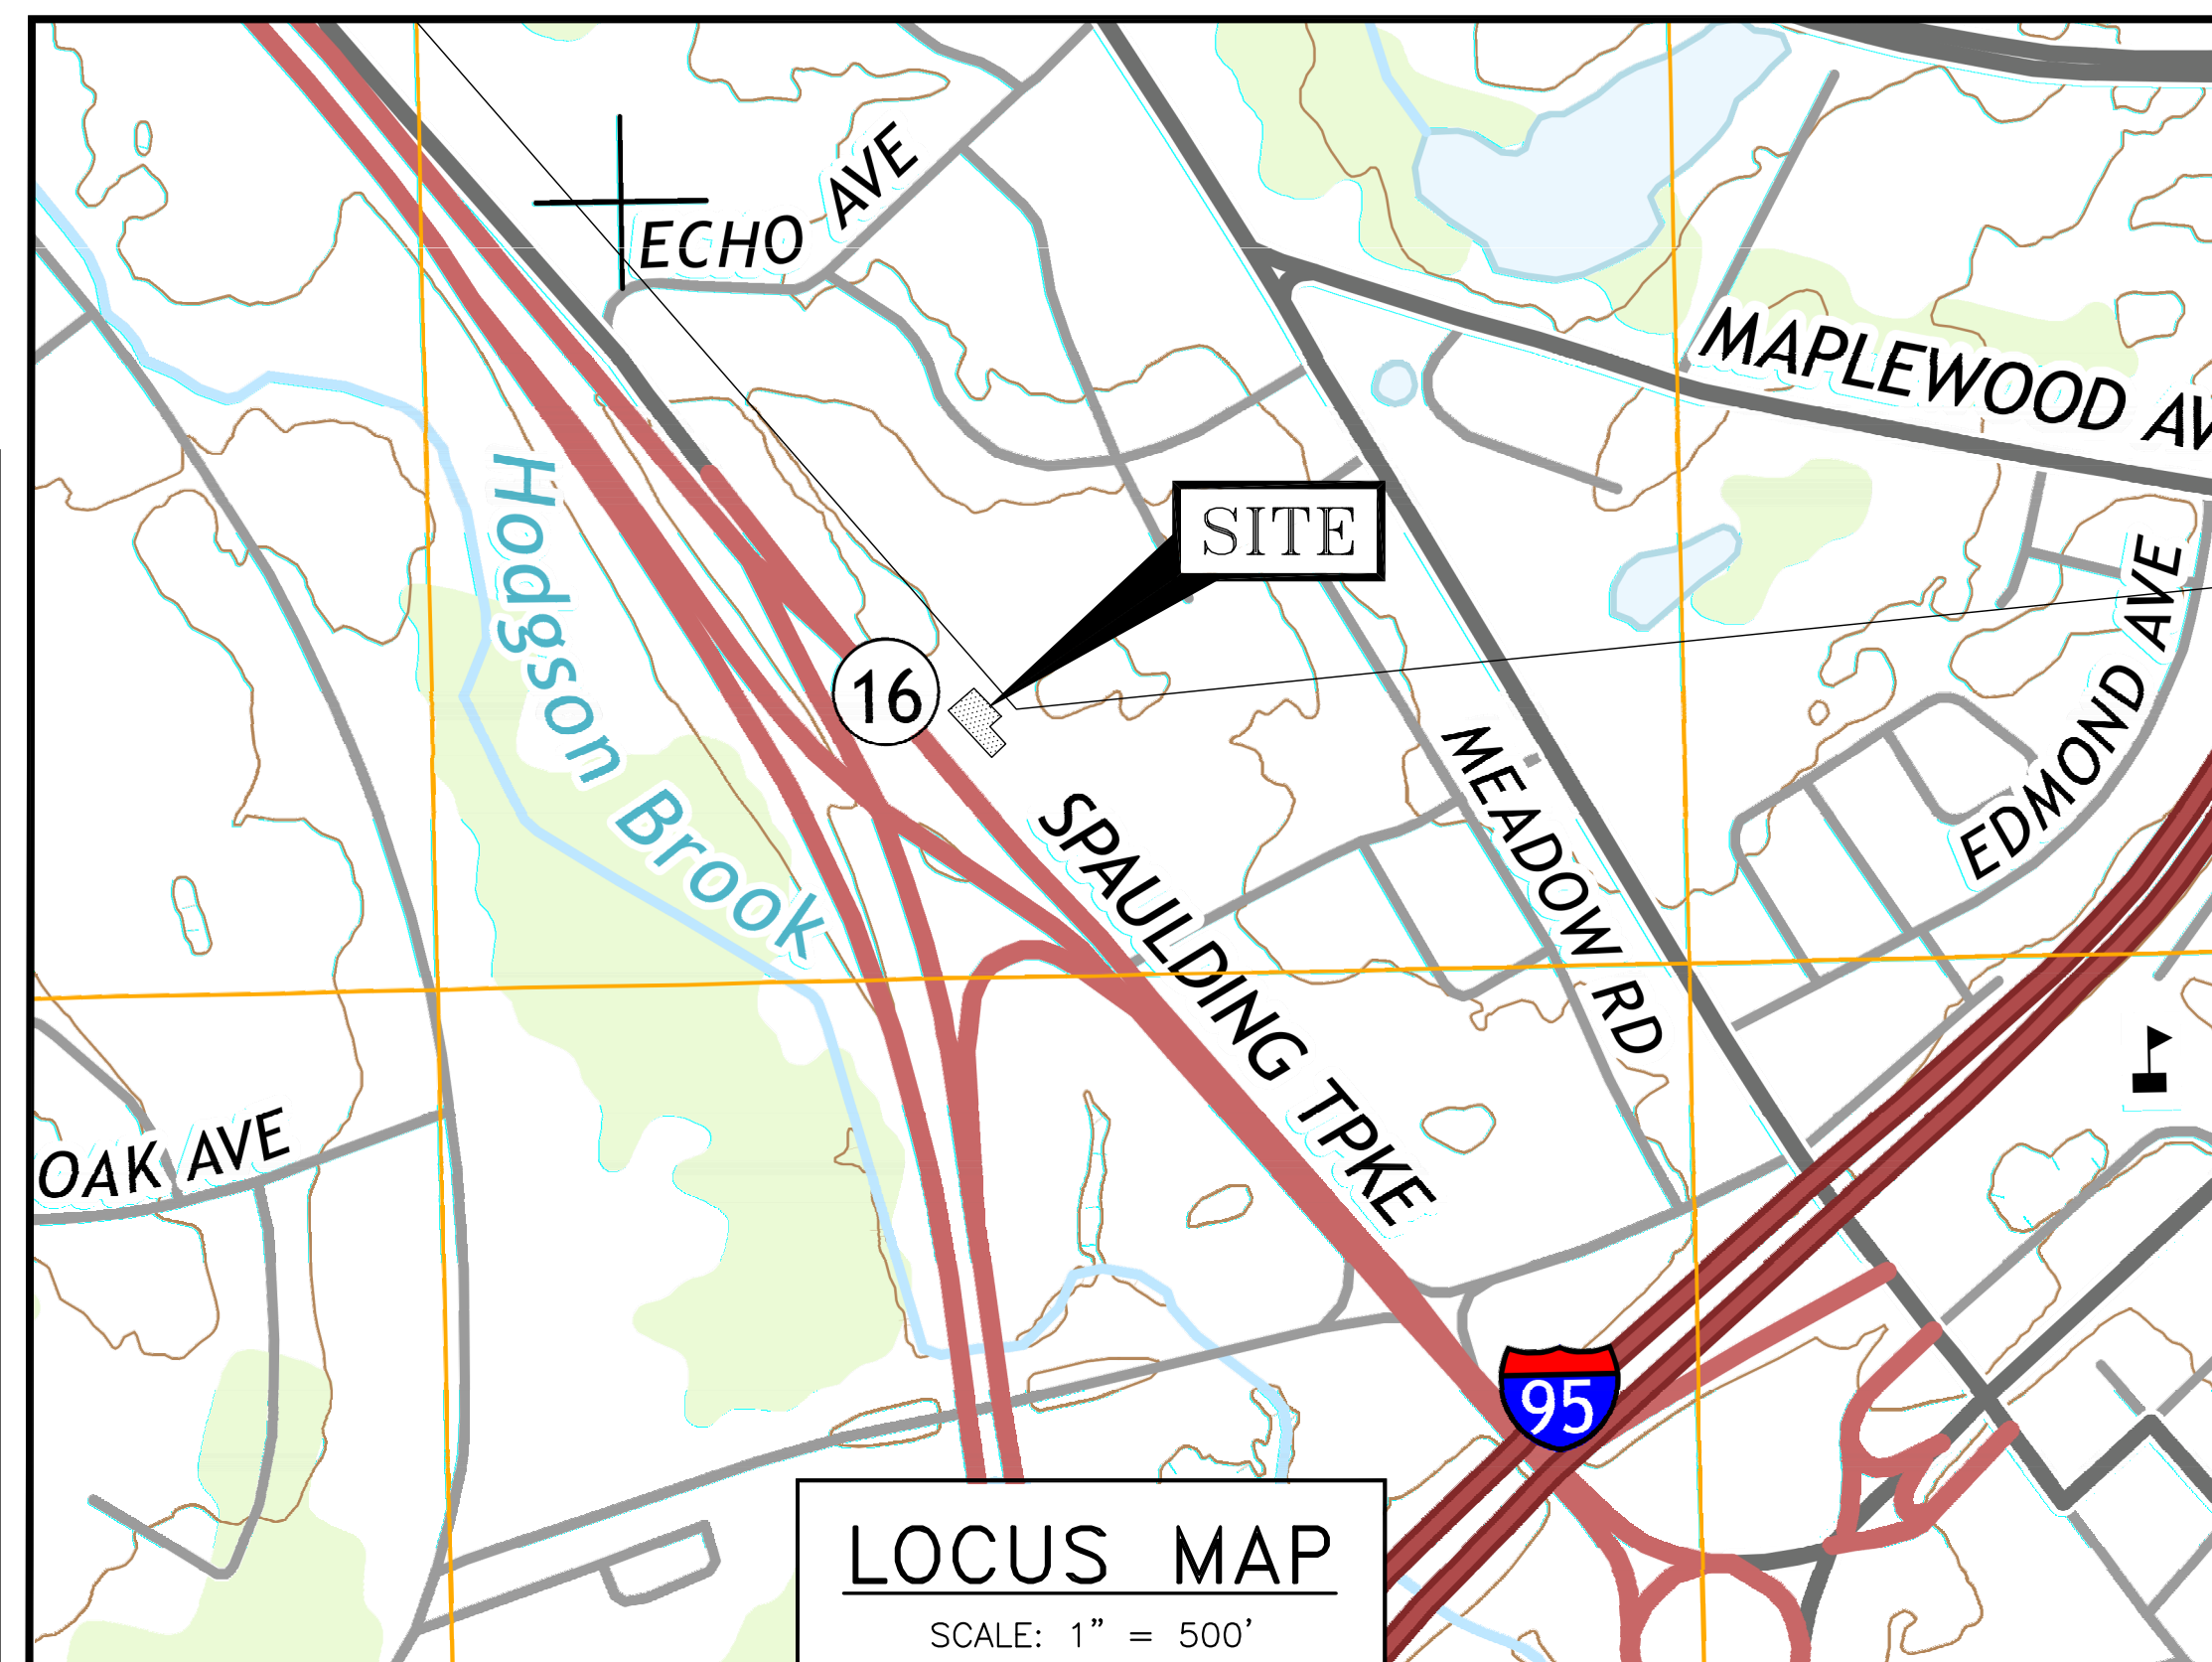 ECHO AVE
MAPLEWOOD AV
Hodgson Brook
SITE
16
EDMOND AVE
MEADOW RD
SPAULDING TPKE
OAK AVE
95
LOCUS MAP
SCALE: 1" = 500'